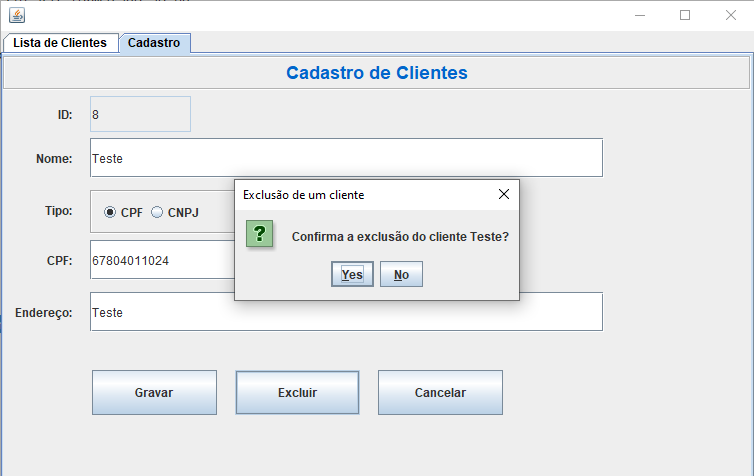 Lista de Clientes Cadastro
Cadastro de Clientes
ID: 8
Nome: Teste
Tipo: CPF CNPJ
CPF: 67804011024
Endereço: Teste
Exclusão de um cliente
? Confirma a exclusão do cliente Teste?
Yes No
Gravar Excluir Cancelar